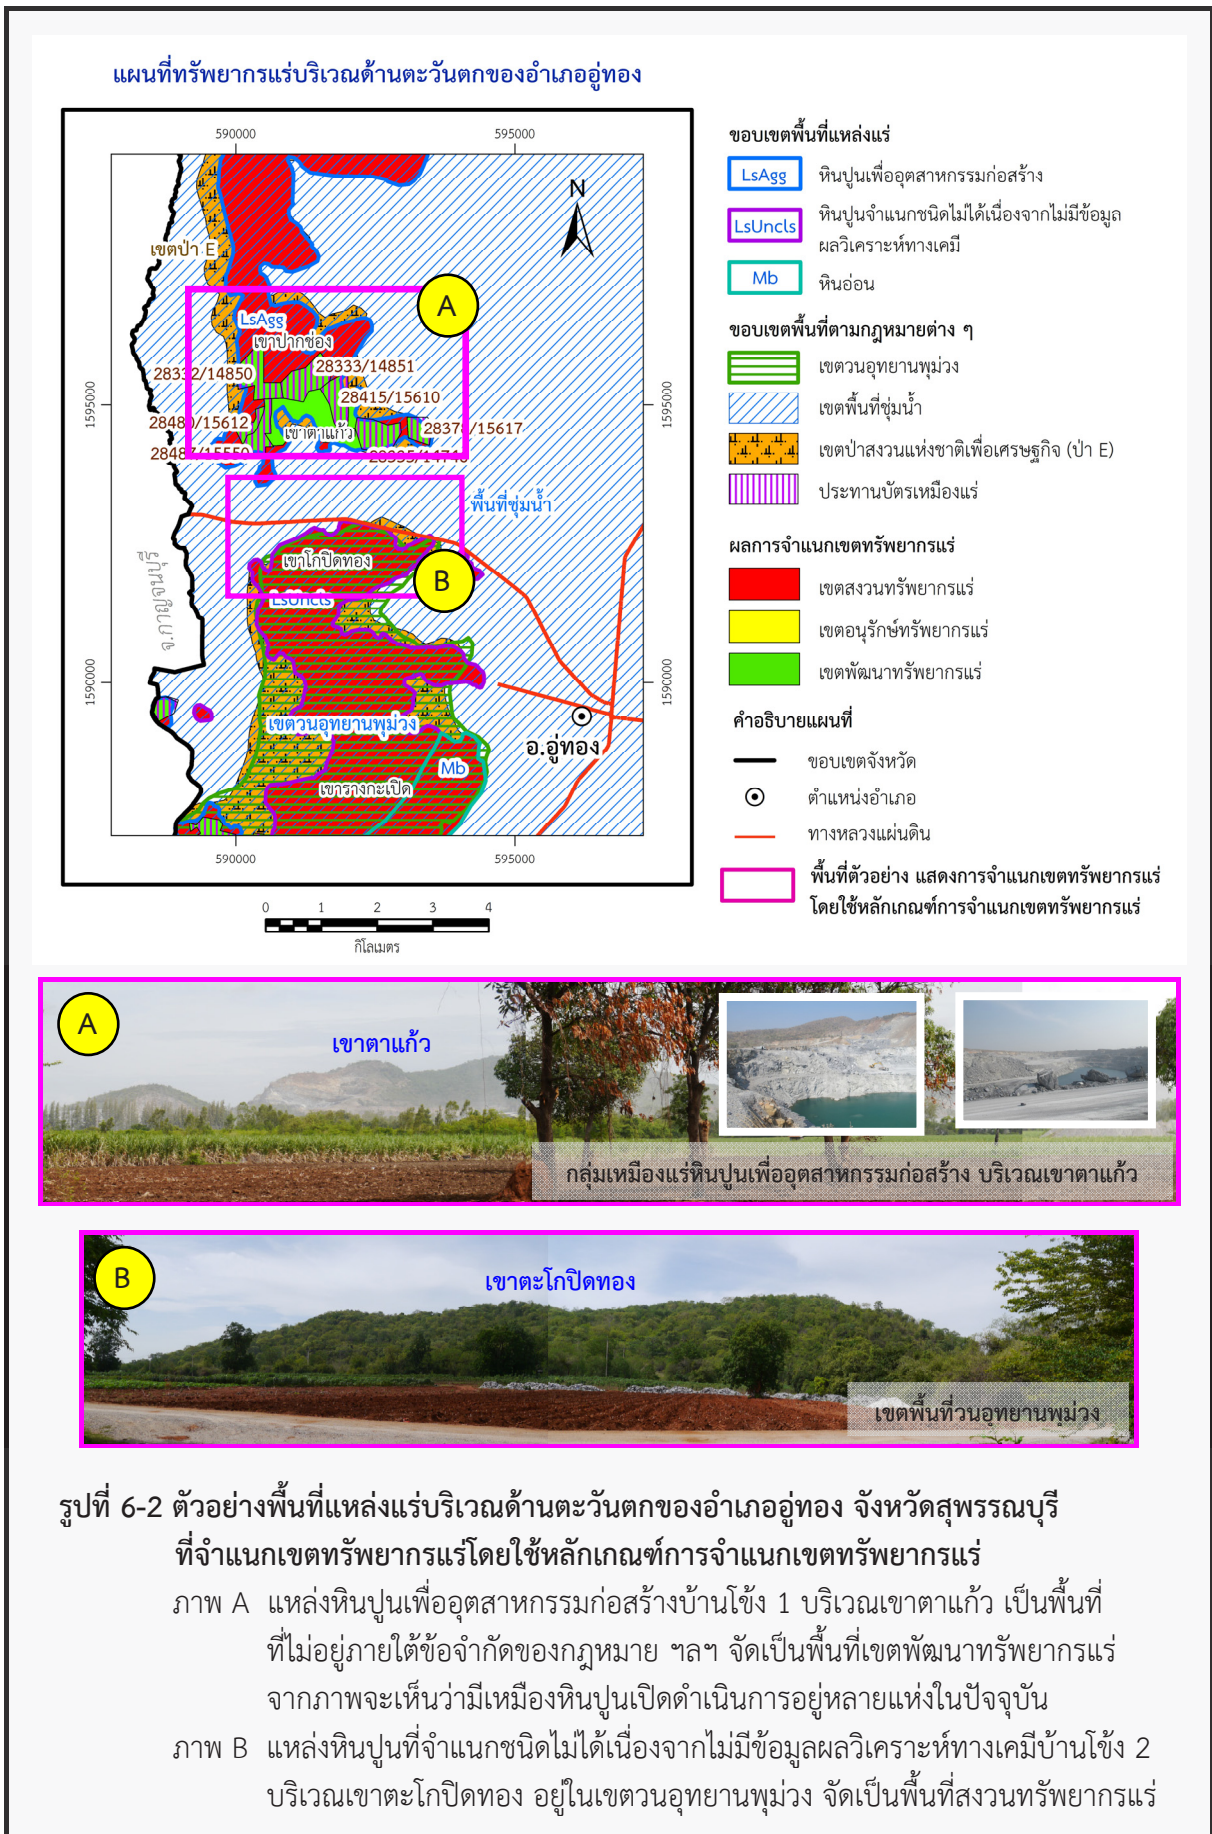 แผนที่ทรัพยากรแร่บริเวณด้านตะวันตกของอำเภออู่ทอง
590000
595000
N
เขตป่า E
A
LsAgg
เขาปากช่อง
28332/14850
28333/14851
28415/15610
1595000
1595000
28480/15612
เขาตาแก้ว
28378/15617
พื้นที่ชุ่มน้ำ
เขาโกปิดทอง
B
LsUncls
จ.กาญจนบุรี
1590000
1590000
เขตวนอุทยานพุม่วง
อ.อู่ทอง
Mb
เขารางกะเปิด
590000
595000
0 1 2 3 4
กิโลเมตร
ขอบเขตพื้นที่แหล่งแร่
LsAgg หินปูนเพื่ออุตสาหกรรมก่อสร้าง
LsUncls หินปูนจำแนกชนิดไม่ได้เนื่องจากไม่มีข้อมูล
ผลวิเคราะห์ทางเคมี
Mb หินอ่อน
ขอบเขตพื้นที่ตามกฎหมายต่าง ๆ
เขตวนอุทยานพุม่วง
เขตพื้นที่ชุ่มน้ำ
เขตป่าสงวนแห่งชาติเพื่อเศรษฐกิจ (ป่า E)
ประทานบัตรเหมืองแร่
ผลการจำแนกเขตทรัพยากรแร่
เขตสงวนทรัพยากรแร่
เขตอนุรักษ์ทรัพยากรแร่
เขตพัฒนาทรัพยากรแร่
คำอธิบายแผนที่
ขอบเขตจังหวัด
ตำแหน่งอำเภอ
ทางหลวงแผ่นดิน
พื้นที่ตัวอย่าง แสดงการจำแนกเขตทรัพยากรแร่
โดยใช้หลักเกณฑ์การจำแนกเขตทรัพยากรแร่
A
เขาตาแก้ว
กลุ่มเหมืองแร่หินปูนเพื่ออุตสาหกรรมก่อสร้าง บริเวณเขาตาแก้ว
B
เขาตะโกปิดทอง
เขตพื้นที่วนอุทยานพุม่วง
รูปที่ 6-2 ตัวอย่างพื้นที่แหล่งแร่บริเวณด้านตะวันตกของอำเภออู่ทอง จังหวัดสุพรรณบุรี
ที่จำแนกเขตทรัพยากรแร่โดยใช้หลักเกณฑ์การจำแนกเขตทรัพยากรแร่
ภาพ A แหล่งหินปูนเพื่ออุตสาหกรรมก่อสร้างบ้านโข้ง 1 บริเวณเขาตาแก้ว เป็นพื้นที่
ที่ไม่อยู่ภายใต้ข้อจำกัดของกฎหมาย ฯลฯ จัดเป็นพื้นที่เขตพัฒนาทรัพยากรแร่
จากภาพจะเห็นว่ามีเหมืองหินปูนเปิดดำเนินการอยู่หลายแห่งในปัจจุบัน
ภาพ B แหล่งหินปูนที่จำแนกชนิดไม่ได้เนื่องจากไม่มีข้อมูลผลวิเคราะห์ทางเคมีบ้านโข้ง 2
บริเวณเขาตะโกปิดทอง อยู่ในเขตวนอุทยานพุม่วง จัดเป็นพื้นที่สงวนทรัพยากรแร่